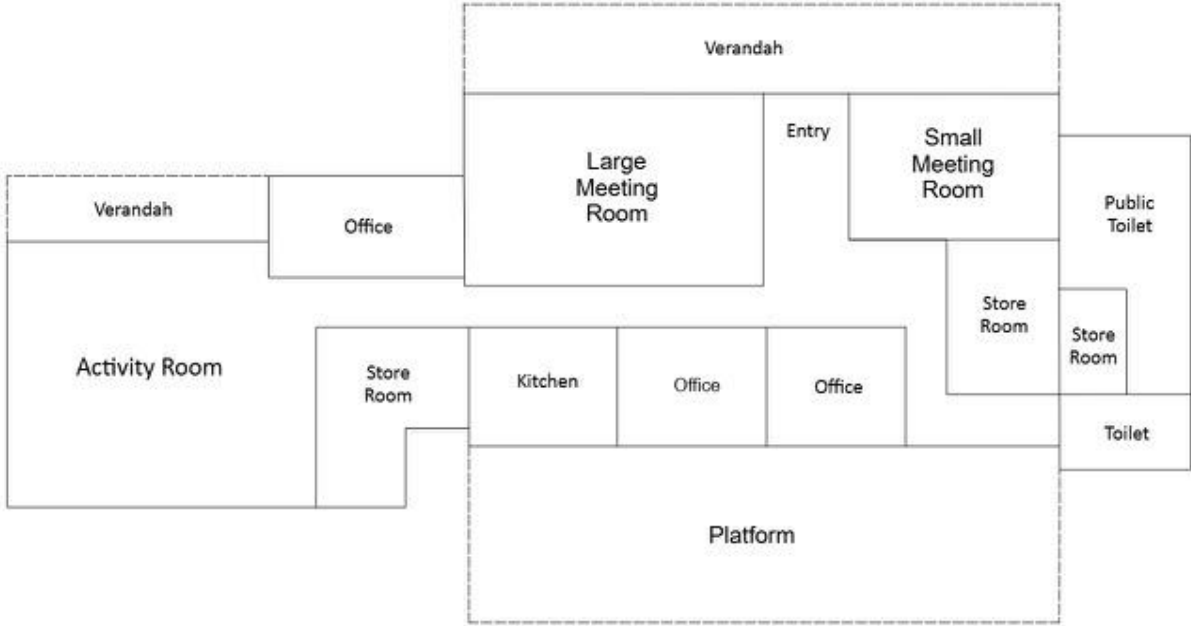 Verandah
Entry
Small
Meeting
Room
Large
Meeting
Room
Verandah
Office
Public
Toilet
Store
Room
Store
Room
Activity Room
Store
Room
Kitchen
Office
Office
Toilet
Platform